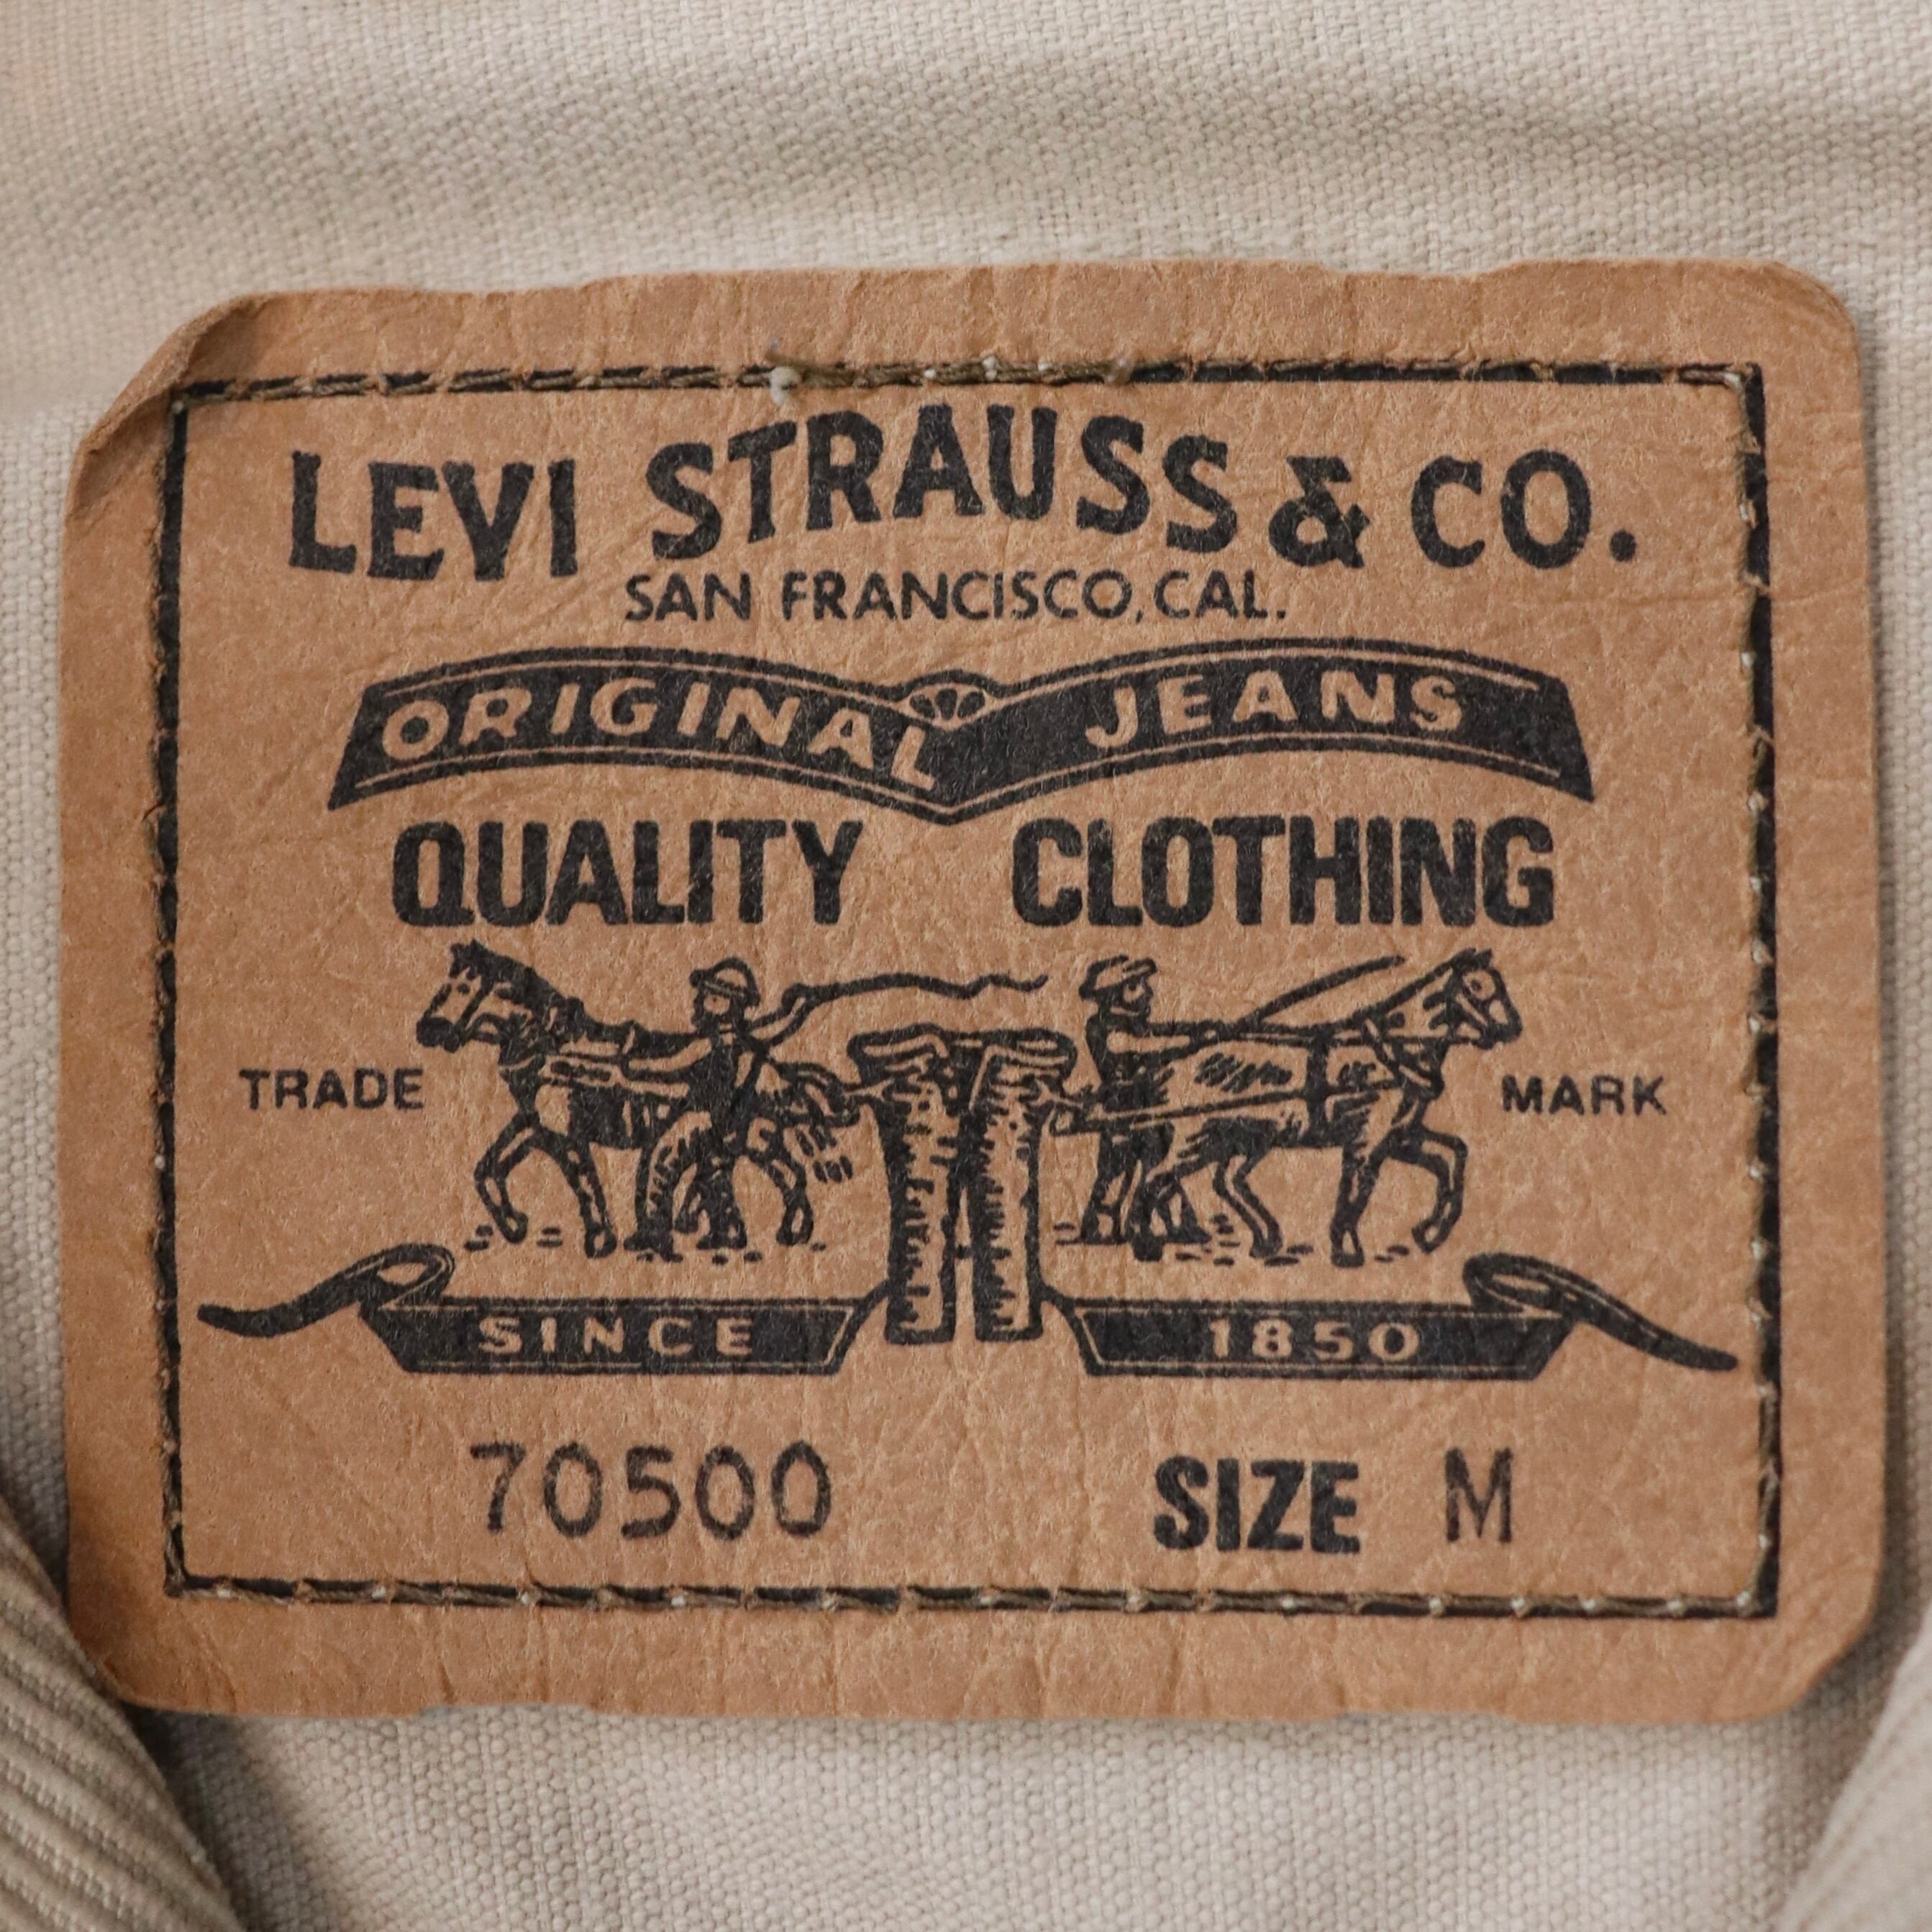 LEVI STRAUSS & CO.
SAN FRANCISCO, CAL.
ORIGINAL JEANS
QUALITY CLOTHING
TRADE MARK
SINCE 1850
70500 SIZE M